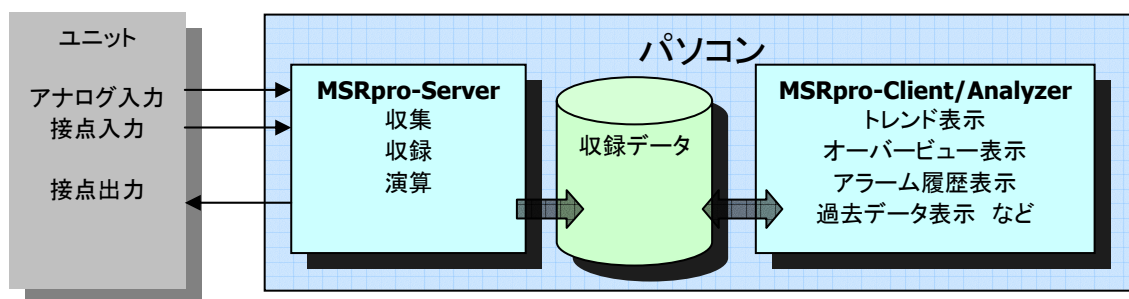 ユニット
アナログ入力
接点入力
接点出力
パソコン
MSRpro-Server
収集
収録
演算
収録データ
MSRpro-Client/Analyzer
トレンド表示
オーバービュー表示
アラーム履歴表示
過去データ表示 など